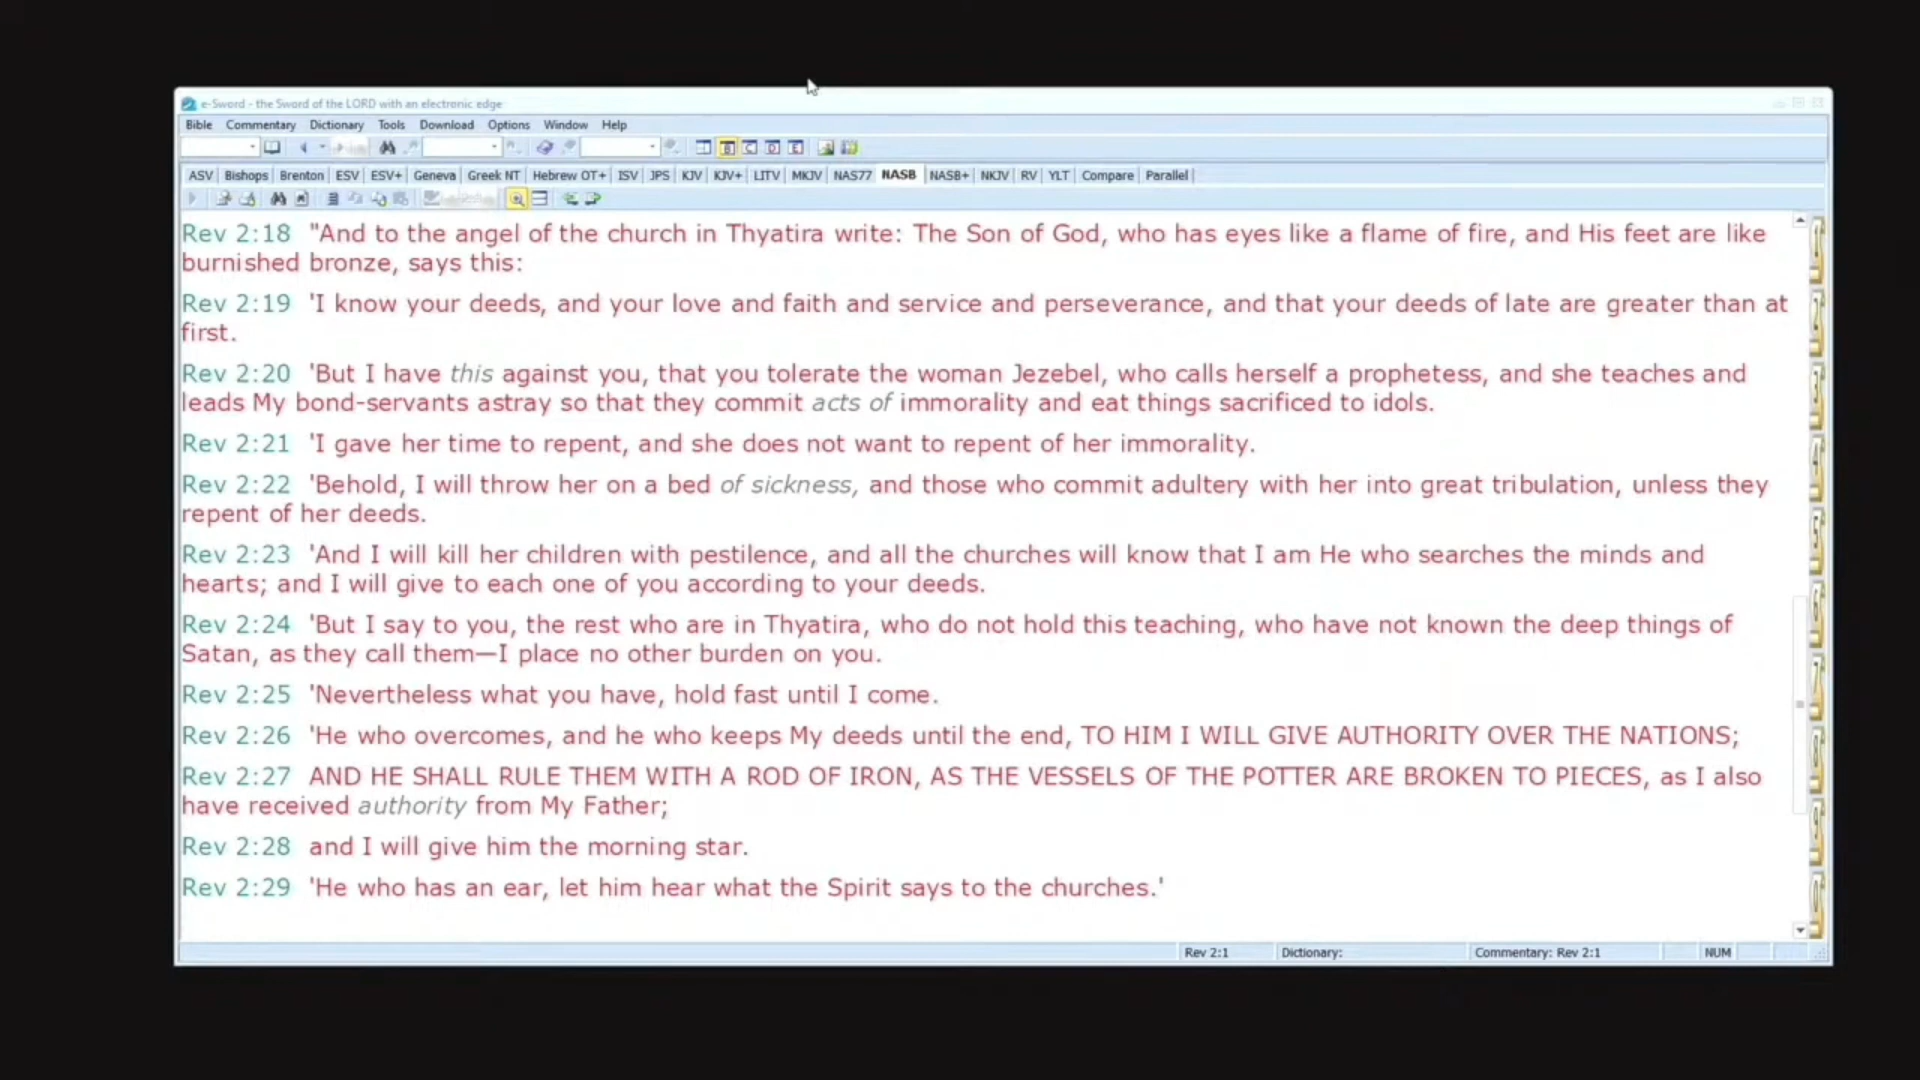 e-Sword - the Sword of the LORD with an electronic edge
Bible Commentary Dictionary Tools Download Options Window Help
ASV Bishops Brenton ESV ESV+ Geneva Greek NT Hebrew OT+ ISV JPS KJV KJV+ LITV MKJV NAS77 NASB NASB+ NKJV RV YLT Compare Parallel
Rev 2:18 "And to the angel of the church in Thyatira write: The Son of God, who has eyes like a flame of fire, and His feet are like
burnished bronze, says this:
Rev 2:19 'I know your deeds, and your love and faith and service and perseverance, and that your deeds of late are greater than at
first.
Rev 2:20 'But I have this against you, that you tolerate the woman Jezebel, who calls herself a prophetess, and she teaches and
leads My bond-servants astray so that they commit acts of immorality and eat things sacrificed to idols.
Rev 2:21 'I gave her time to repent, and she does not want to repent of her immorality.
Rev 2:22 'Behold, I will throw her on a bed of sickness, and those who commit adultery with her into great tribulation, unless they
repent of her deeds.
Rev 2:23 'And I will kill her children with pestilence, and all the churches will know that I am He who searches the minds and
hearts; and I will give to each one of you according to your deeds.
Rev 2:24 'But I say to you, the rest who are in Thyatira, who do not hold this teaching, who have not known the deep things of
Satan, as they call them—I place no other burden on you.
Rev 2:25 'Nevertheless what you have, hold fast until I come.
Rev 2:26 'He who overcomes, and he who keeps My deeds until the end, TO HIM I WILL GIVE AUTHORITY OVER THE NATIONS;
Rev 2:27 AND HE SHALL RULE THEM WITH A ROD OF IRON, AS THE VESSELS OF THE POTTER ARE BROKEN TO PIECES, as I also
have received authority from My Father;
Rev 2:28 and I will give him the morning star.
Rev 2:29 'He who has an ear, let him hear what the Spirit says to the churches.'
Rev 2:1 Dictionary: Commentary: Rev 2:1 NUM